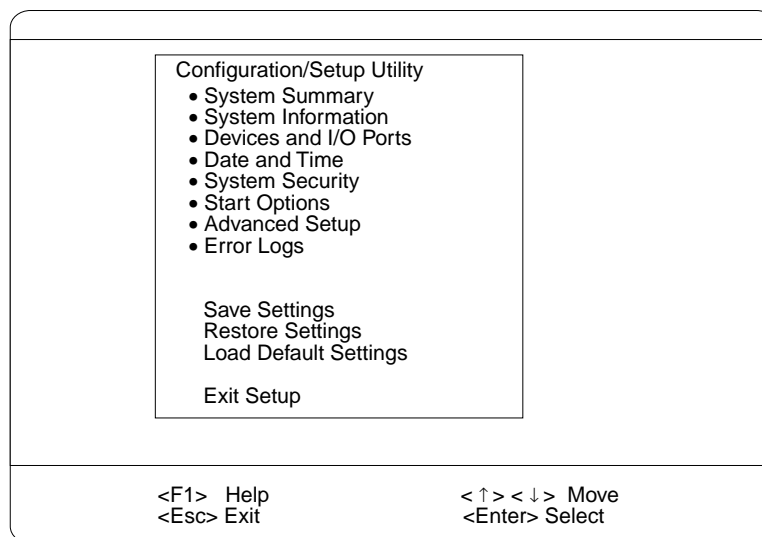 Configuration/Setup Utility
• System Summary
• System Information
• Devices and I/O Ports
• Date and Time
• System Security
• Start Options
• Advanced Setup
• Error Logs
Save Settings
Restore Settings
Load Default Settings
Exit Setup
<F1> Help <↑><↓> Move
<Esc> Exit <Enter> Select